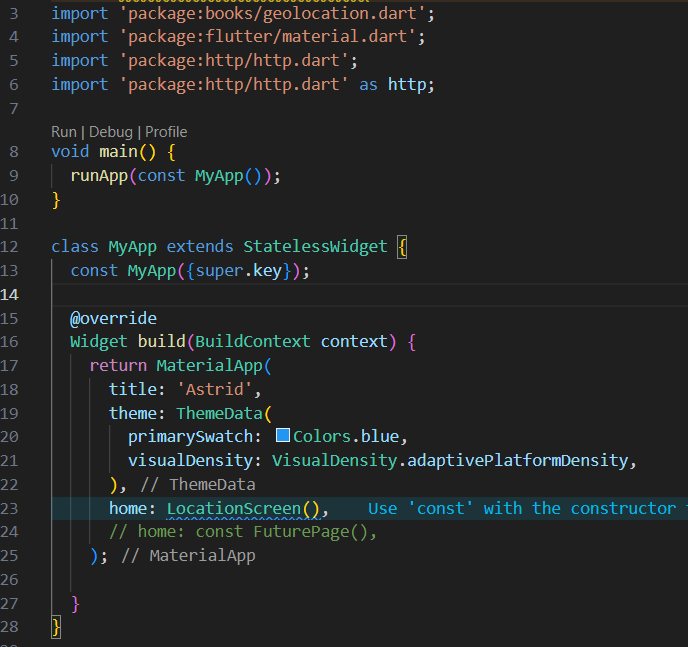 3 import 'package:books/geolocation.dart';
4 import 'package:flutter/material.dart';
5 import 'package:http/http.dart';
6 import 'package:http/http.dart' as http;
7
Run | Debug | Profile
8 void main() {
9 runApp(const MyApp());
10 }
11
12 class MyApp extends StatelessWidget {
13 const MyApp({super.key});
14
15 @override
16 Widget build(BuildContext context) {
17 return MaterialApp(
18 title: 'Astrid',
19 theme: ThemeData(
20 primarySwatch: Colors.blue,
21 visualDensity: VisualDensity.adaptivePlatformDensity,
22 ), // ThemeData
23 home: LocationScreen(), Use 'const' with the constructor
24 // home: const FuturePage(),
25 ); // MaterialApp
26
27 }
28 }